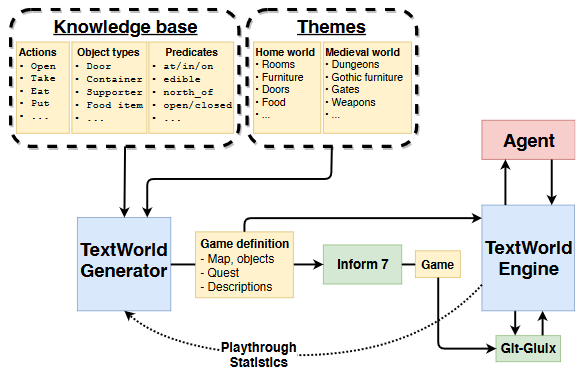 Knowledge base
Actions
• Open
• Take
• Eat
• Put
• ...
Object types
• Door
• Container
• Supporter
• Food item
• ...
Predicates
• at/in/on
• edible
• north_of
• open/closed
• ...
Themes
Home world
• Rooms
• Furniture
• Doors
• Food
• ...
Medieval world
• Dungeons
• Gothic furniture
• Gates
• Weapons
• ...
Agent
TextWorld
Generator
Game definition
- Map, objects
- Quest
- Descriptions
Inform 7
Game
TextWorld
Engine
Git-Glulx
Playthrough
Statistics